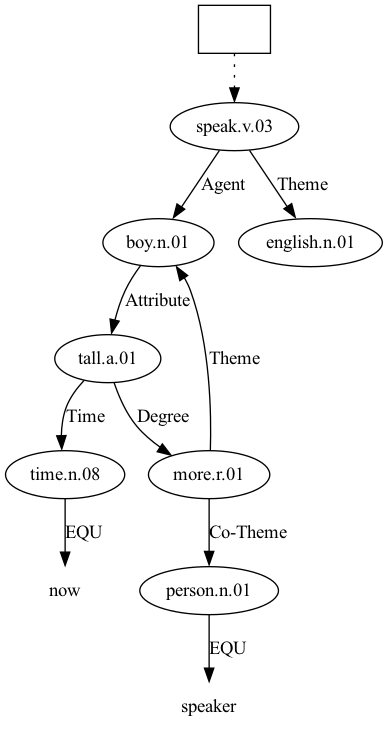 speak.v.03
Agent Theme
boy.n.01 english.n.01
Attribute
tall.a.01 Theme
Time Degree
time.n.08 more.r.01
EQU Co-Theme
now person.n.01
EQU
speaker